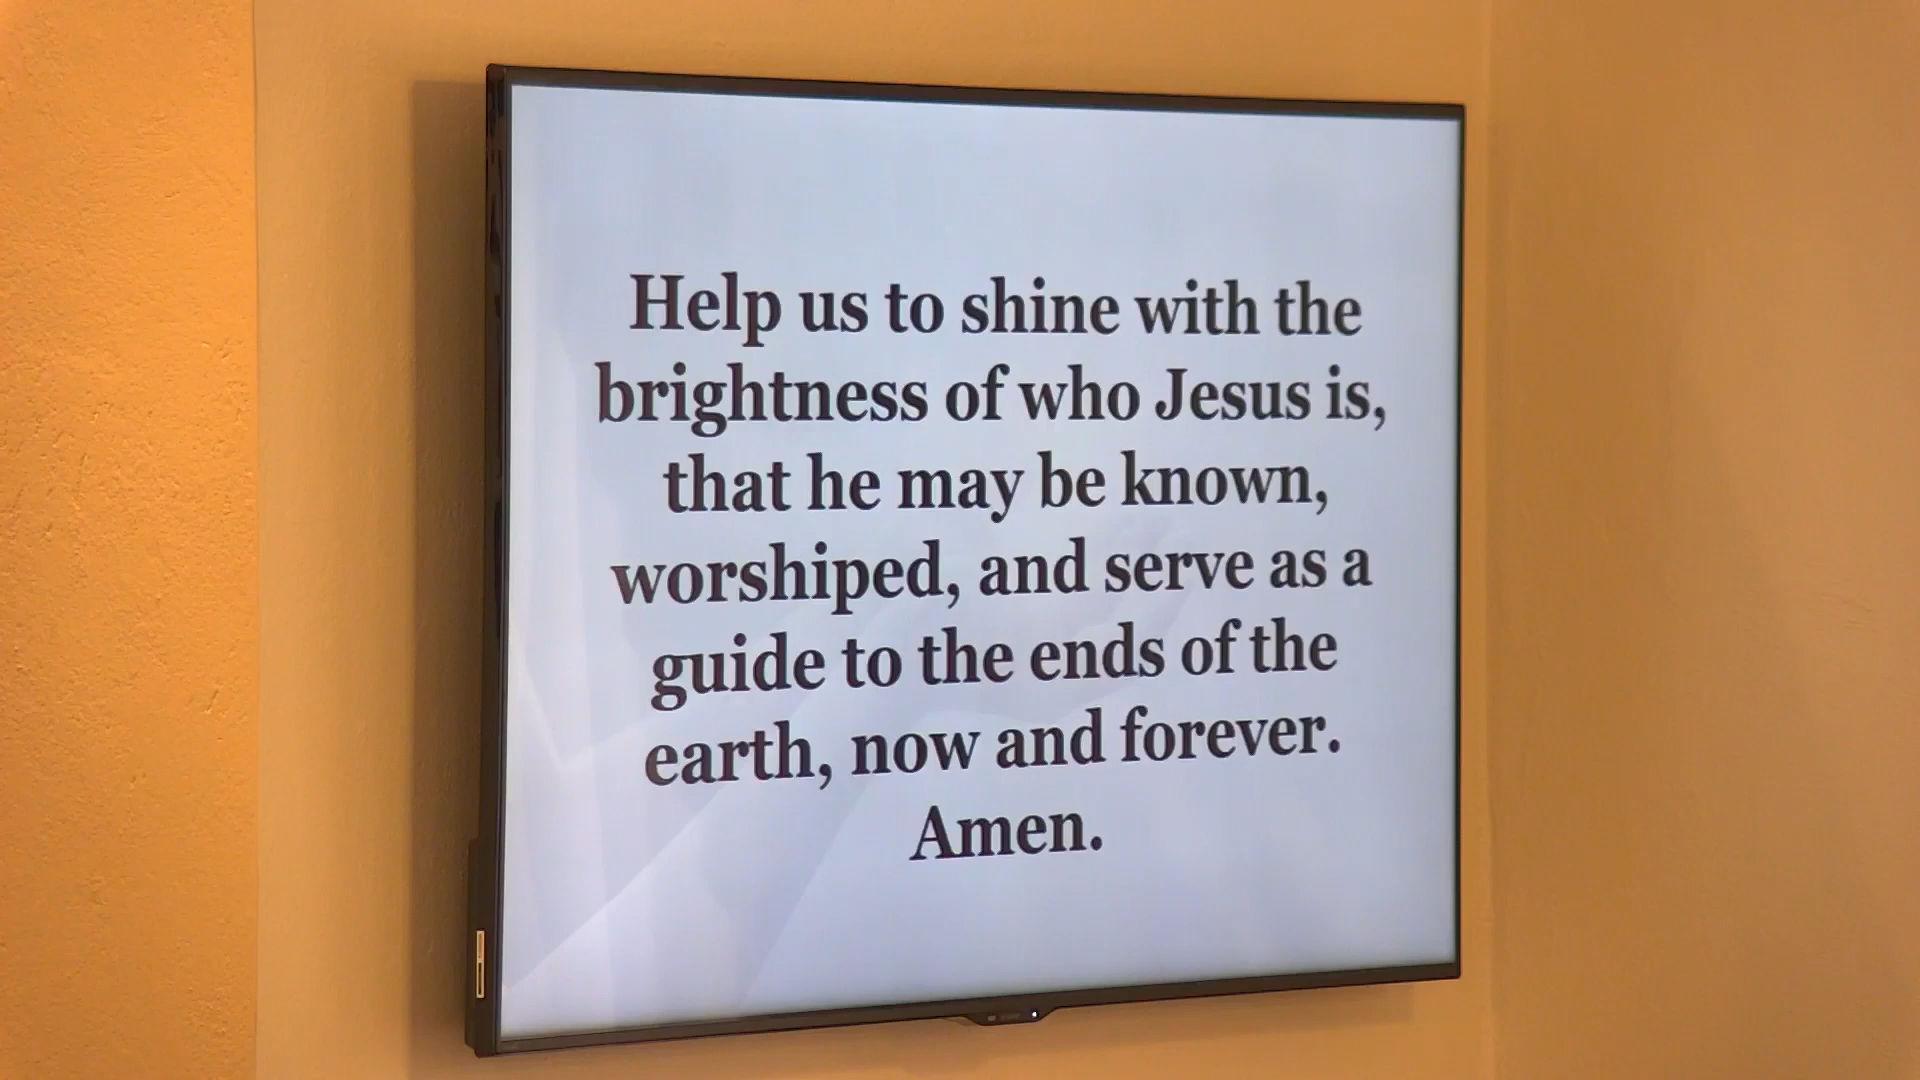 Help us to shine with the
brightness of who Jesus is,
that he may be known,
worshiped, and serve as a
guide to the ends of the
earth, now and forever.
Amen.